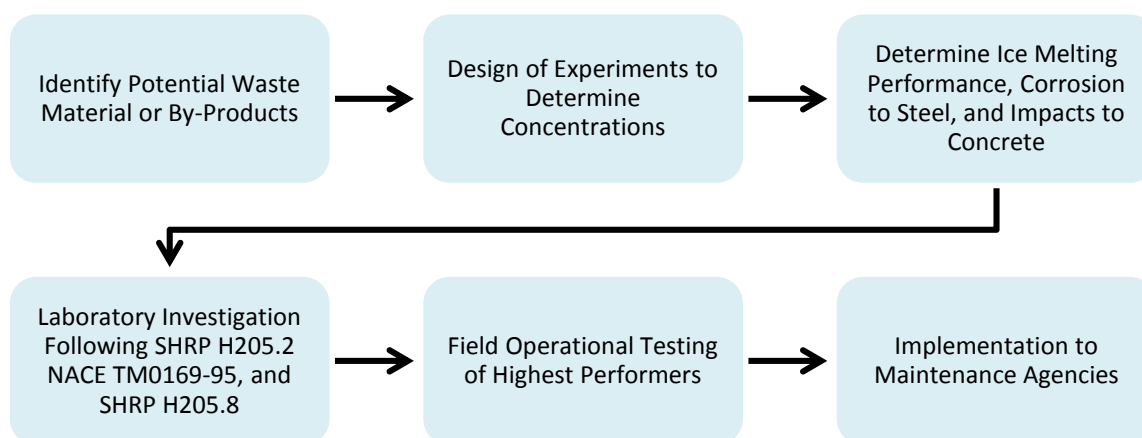 Identify Potential Waste
Material or By-Products
Design of Experiments to
Determine
Concentrations
Determine Ice Melting
Performance, Corrosion
to Steel, and Impacts to
Concrete
Laboratory Investigation
Following SHRP H205.2
NACE TM0169-95, and
SHRP H205.8
Field Operational Testing
of Highest Performers
Implementation to
Maintenance Agencies